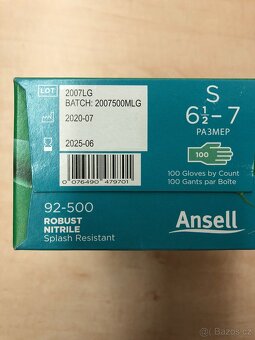 LOT
2007LG
BATCH: 2007500MLG
2020-07
2025-06
0 076490 479701
S
6½–7
РАЗМЕР
100
100 Gloves by Count
100 Gants par Boîte
92-500
ROBUST
NITRILE
Splash Resistant
Ansell
sbazar.cz